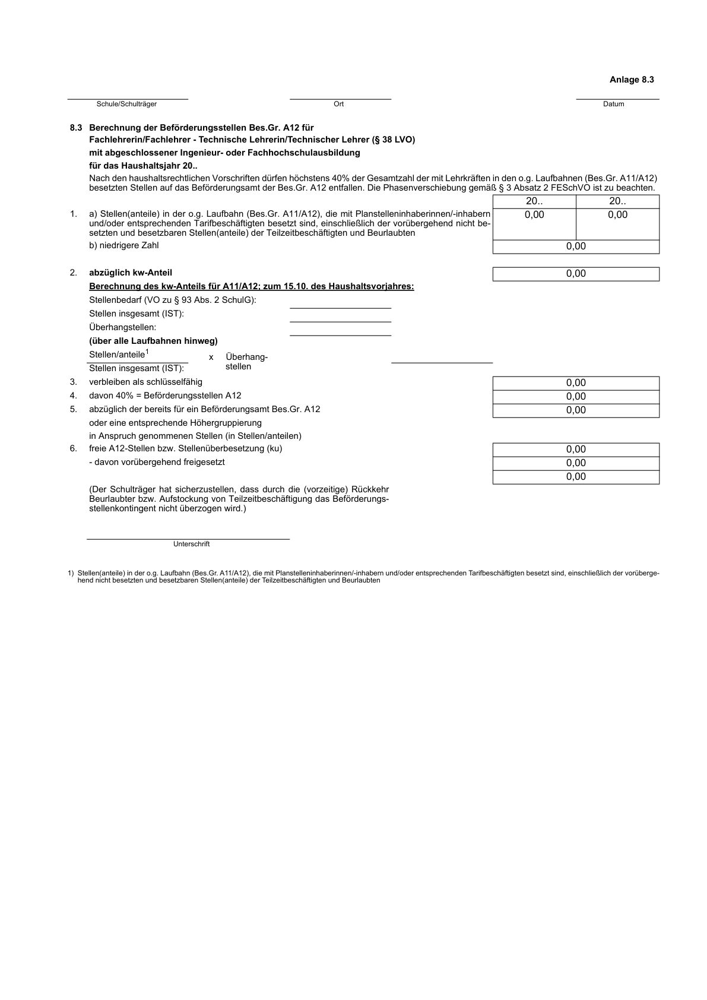 Anlage 8.3
Schule/Schulträger Ort Datum
8.3 Berechnung der Beförderungsstellen Bes.Gr. A12 für
Fachlehrerin/Fachlehrer - Technische Lehrerin/Technischer Lehrer (§ 38 LVO)
mit abgeschlossener Ingenieur- oder Fachhochschulausbildung
für das Haushaltsjahr 20..
Nach den haushaltsrechtlichen Vorschriften dürfen höchstens 40% der Gesamtzahl der mit Lehrkräften in den o.g. Laufbahnen (Bes.Gr. A11/A12)
besetzten Stellen auf das Beförderungsamt der Bes.Gr. A12 entfallen. Die Phasenverschiebung gemäß § 3 Absatz 2 FESchVO ist zu beachten.
20.. 20..
1. a) Stellen(anteile) in der o.g. Laufbahn (Bes.Gr. A11/A12), die mit Planstelleninhaberinnen/-inhabern 0,00 0,00
und/oder entsprechenden Tarifbeschäftigten besetzt sind, einschließlich der vorübergehend nicht be-
setzten und besetzbaren Stellen(anteile) der Teilzeitbeschäftigten und Beurlaubten
b) niedrigere Zahl 0,00
2. abzüglich kw-Anteil 0,00
Berechnung des kw-Anteils für A11/A12; zum 15.10. des Haushaltsvorjahres:
Stellenbedarf (VO zu § 93 Abs. 2 SchulG):
Stellen insgesamt (IST):
Überhangstellen:
(über alle Laufbahnen hinweg)
Stellen/anteile1 x Überhang-
Stellen insgesamt (IST): stellen
3. verbleiben als schlüsselfähig 0,00
4. davon 40% = Beförderungsstellen A12 0,00
5. abzüglich der bereits für ein Beförderungsamt Bes.Gr. A12 0,00
oder eine entsprechende Höhergruppierung
in Anspruch genommenen Stellen (in Stellen/anteilen)
6. freie A12-Stellen bzw. Stellenüberbesetzung (ku) 0,00
- davon vorübergehend freigesetzt 0,00
0,00
(Der Schulträger hat sicherzustellen, dass durch die (vorzeitige) Rückkehr
Beurlaubter bzw. Aufstockung von Teilzeitbeschäftigung das Beförderungs-
stellenkontingent nicht überzogen wird.)
Unterschrift
1) Stellen(anteile) in der o.g. Laufbahn (Bes.Gr. A11/A12), die mit Planstelleninhaberinnen/-inhabern und/oder entsprechenden Tarifbeschäftigten besetzt sind, einschließlich der vorüberge-
hend nicht besetzten und besetzbaren Stellen(anteile) der Teilzeitbeschäftigten und Beurlaubten